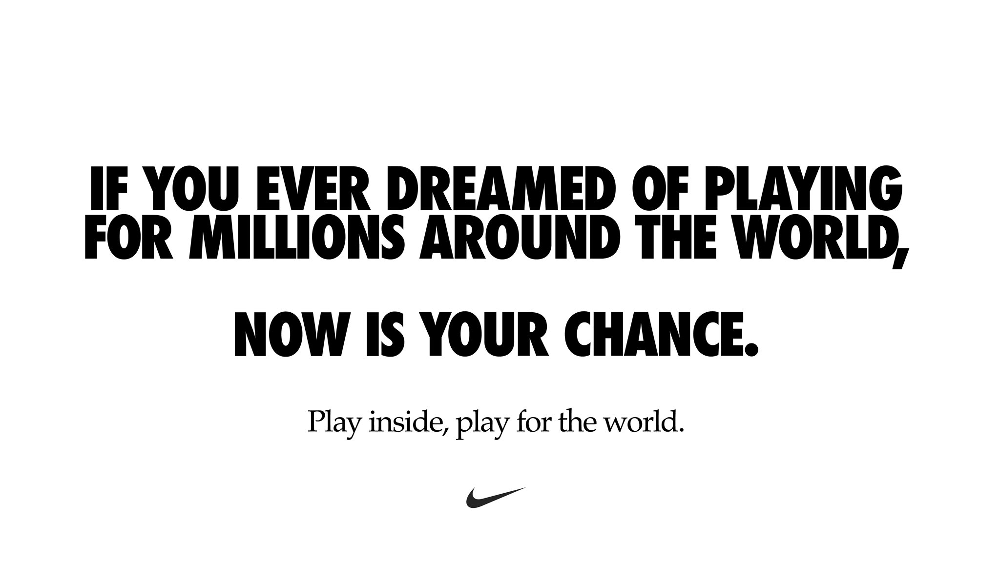 IF YOU EVER DREAMED OF PLAYING
FOR MILLIONS AROUND THE WORLD,
NOW IS YOUR CHANCE.
Play inside, play for the world.